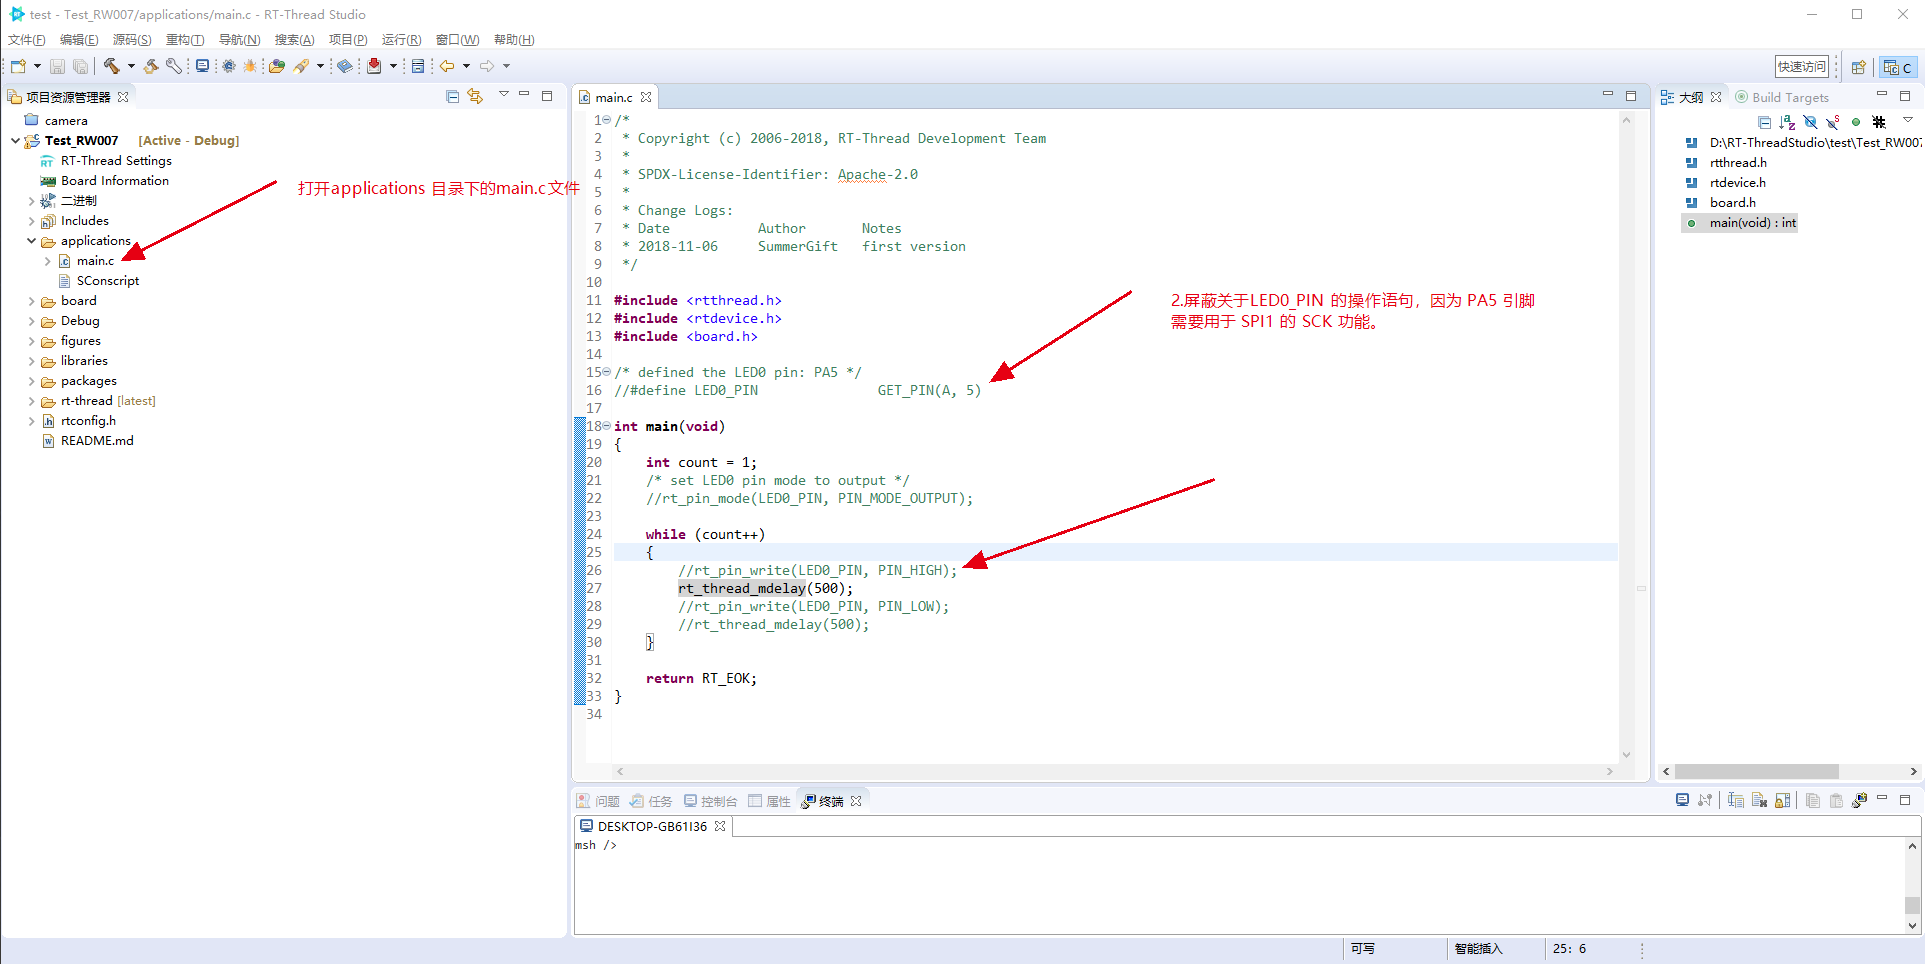 test - Test_RW007/applications/main.c - RT-Thread Studio
文件(F) 编辑(E) 源码(S) 重构(T) 导航(N) 搜索(A) 项目(P) 运行(R) 窗口(W) 帮助(H)
快速访问
C
项目资源管理器
camera
Test_RW007 [Active - Debug]
RT-Thread Settings
Board Information
二进制
Includes
applications
main.c
SConscript
board
Debug
figures
libraries
packages
rt-thread [latest]
rtconfig.h
README.md
打开applications 目录下的main.c文件
main.c
1 /*
2 * Copyright (c) 2006-2018, RT-Thread Development Team
3 *
4 * SPDX-License-Identifier: Apache-2.0
5 *
6 * Change Logs:
7 * Date Author Notes
8 * 2018-11-06 SummerGift first version
9 */
10
11 #include <rtthread.h>
12 #include <rtdevice.h>
13 #include <board.h>
14
15 /* defined the LED0 pin: PA5 */
16 //#define LED0_PIN GET_PIN(A, 5)
17
18 int main(void)
19 {
20 int count = 1;
21 /* set LED0 pin mode to output */
22 //rt_pin_mode(LED0_PIN, PIN_MODE_OUTPUT);
23
24 while (count++)
25 {
26 //rt_pin_write(LED0_PIN, PIN_HIGH);
27 rt_thread_mdelay(500);
28 //rt_pin_write(LED0_PIN, PIN_LOW);
29 //rt_thread_mdelay(500);
30 }
31
32 return RT_EOK;
33 }
34
2.屏蔽关于LED0_PIN 的操作语句，因为 PA5 引脚
需要用于 SPI1 的 SCK 功能。
大纲 Build Targets
D:\RT-ThreadStudio\test\Test_RW007
rtthread.h
rtdevice.h
board.h
main(void) : int
问题 任务 控制台 属性 终端
DESKTOP-GB61I36
msh />
可写 智能插入 25: 6